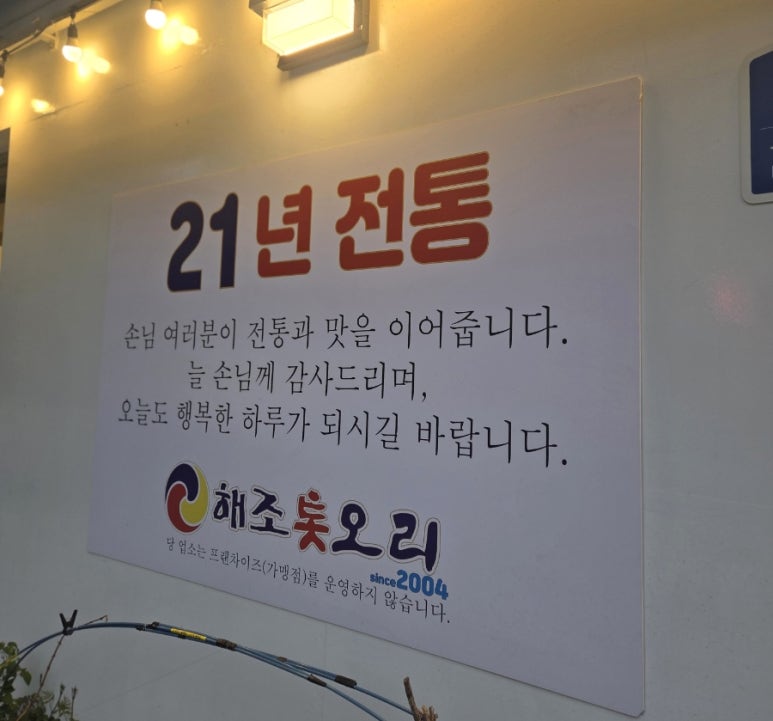 21년 전통
손님 여러분이 전통과 맛을 이어줍니다.
늘 손님께 감사드리며,
오늘도 행복한 하루가 되시길 바랍니다.
해조톳오리
since2004
당 업소는 프랜차이즈(가맹점)를 운영하지 않습니다.